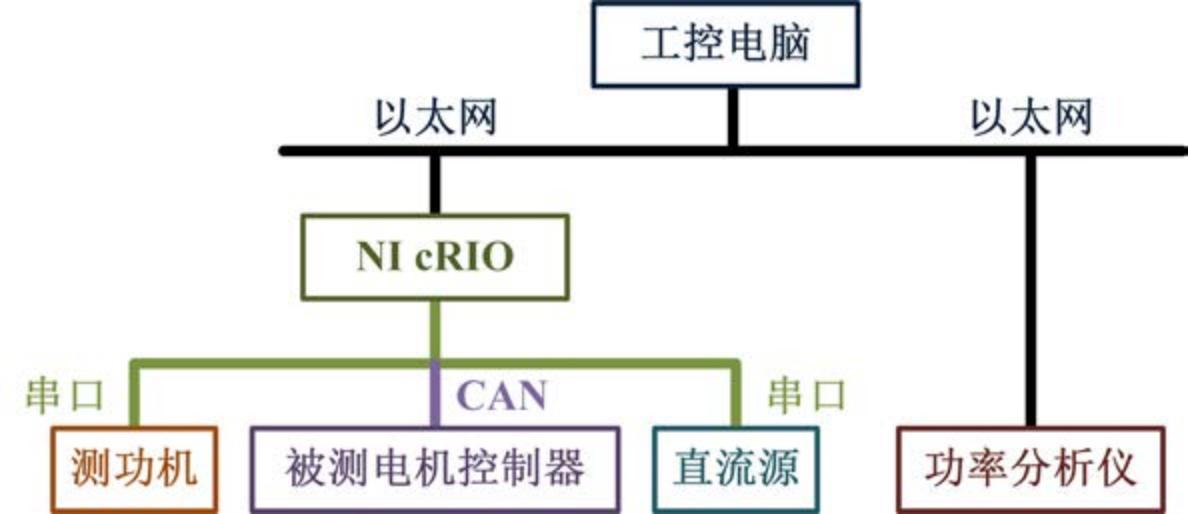 工控电脑
以太网
以太网
NI cRIO
串口
CAN
串口
测功机
被测电机控制器
直流源
功率分析仪